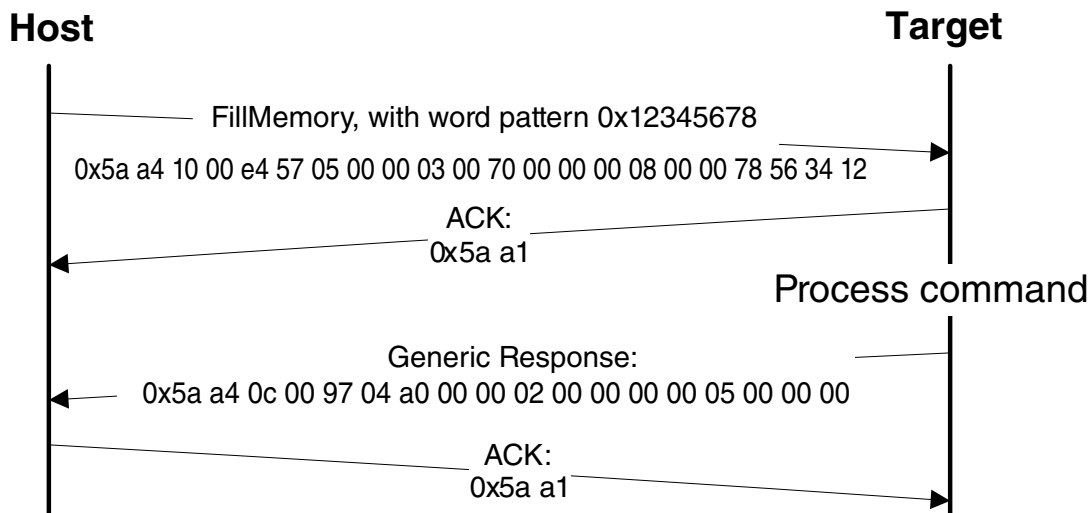 Host
Target
FillMemory, with word pattern 0x12345678
0x5a a4 10 00 e4 57 05 00 00 03 00 70 00 00 00 08 00 00 78 56 34 12
ACK:
0x5a a1
Process command
Generic Response:
0x5a a4 0c 00 97 04 a0 00 00 02 00 00 00 00 05 00 00 00
ACK:
0x5a a1